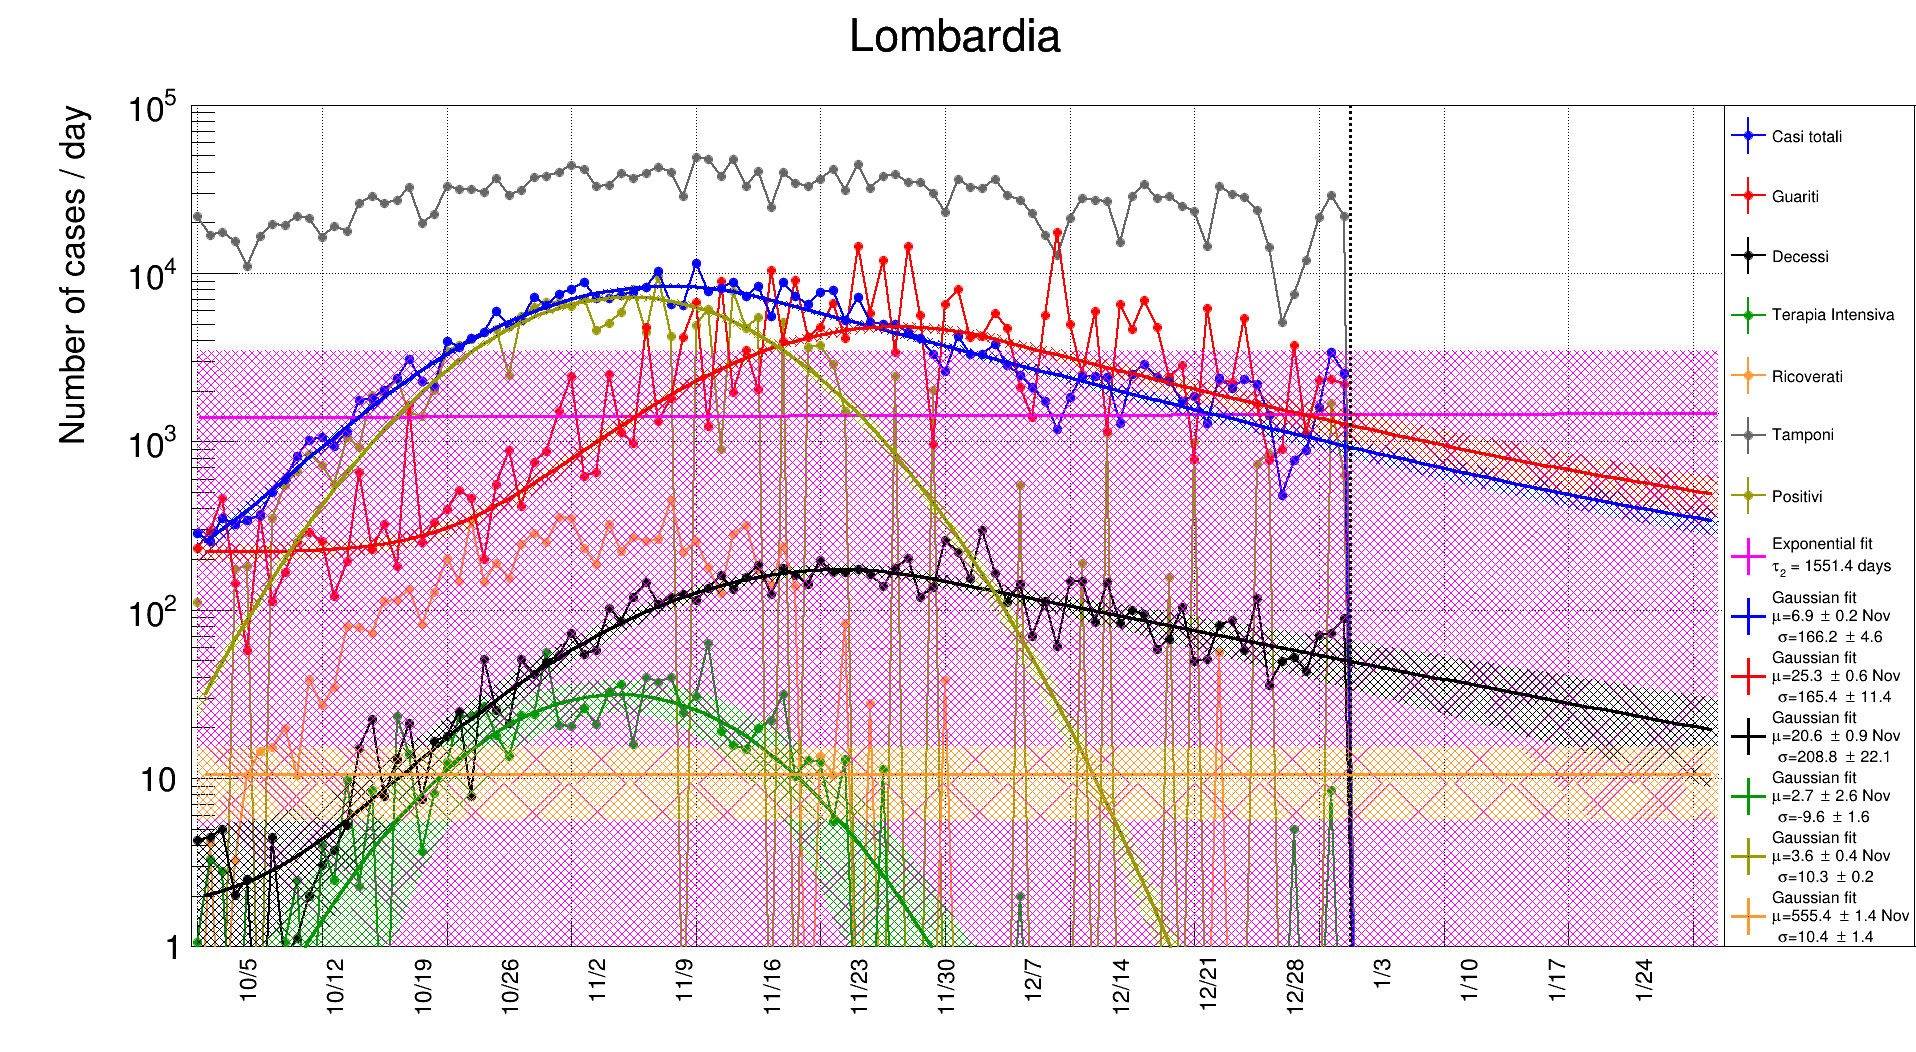 Lombardia
Number of cases / day
10^5
10^4
10^3
10^2
10
1
10/5
10/12
10/19
10/26
11/2
11/9
11/16
11/23
11/30
12/7
12/14
12/21
12/28
1/3
1/10
1/17
1/24
Casi totali
Guariti
Decessi
Terapia Intensiva
Ricoverati
Tamponi
Positivi
Exponential fit
τ₂ = 1551.4 days
Gaussian fit
μ=6.9 ± 0.2 Nov
σ=166.2 ± 4.6
Gaussian fit
μ=25.3 ± 0.6 Nov
σ=165.4 ± 11.4
Gaussian fit
μ=20.6 ± 0.9 Nov
σ=208.8 ± 22.1
Gaussian fit
μ=2.7 ± 2.6 Nov
σ=-9.6 ± 1.6
Gaussian fit
μ=3.6 ± 0.4 Nov
σ=10.3 ± 0.2
Gaussian fit
μ=555.4 ± 1.4 Nov
σ=10.4 ± 1.4